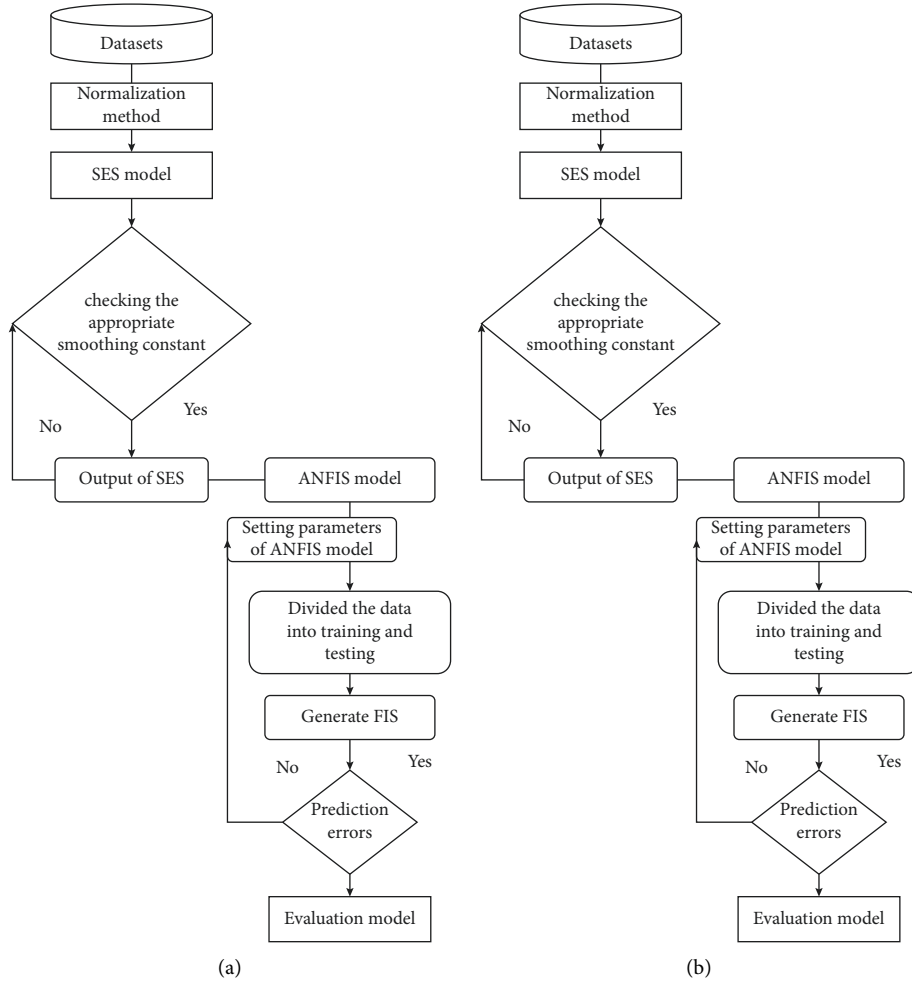 Datasets
Normalization
method
SES model
checking the
appropriate
smoothing constant
No
Yes
Output of SES
ANFIS model
Setting parameters
of ANFIS model
Divided the data
into training and
testing
Generate FIS
No
Yes
Prediction
errors
Evaluation model
(a)
Datasets
Normalization
method
SES model
checking the
appropriate
smoothing constant
No
Yes
Output of SES
ANFIS model
Setting parameters
of ANFIS model
Divided the data
into training and
testing
Generate FIS
No
Yes
Prediction
errors
Evaluation model
(b)